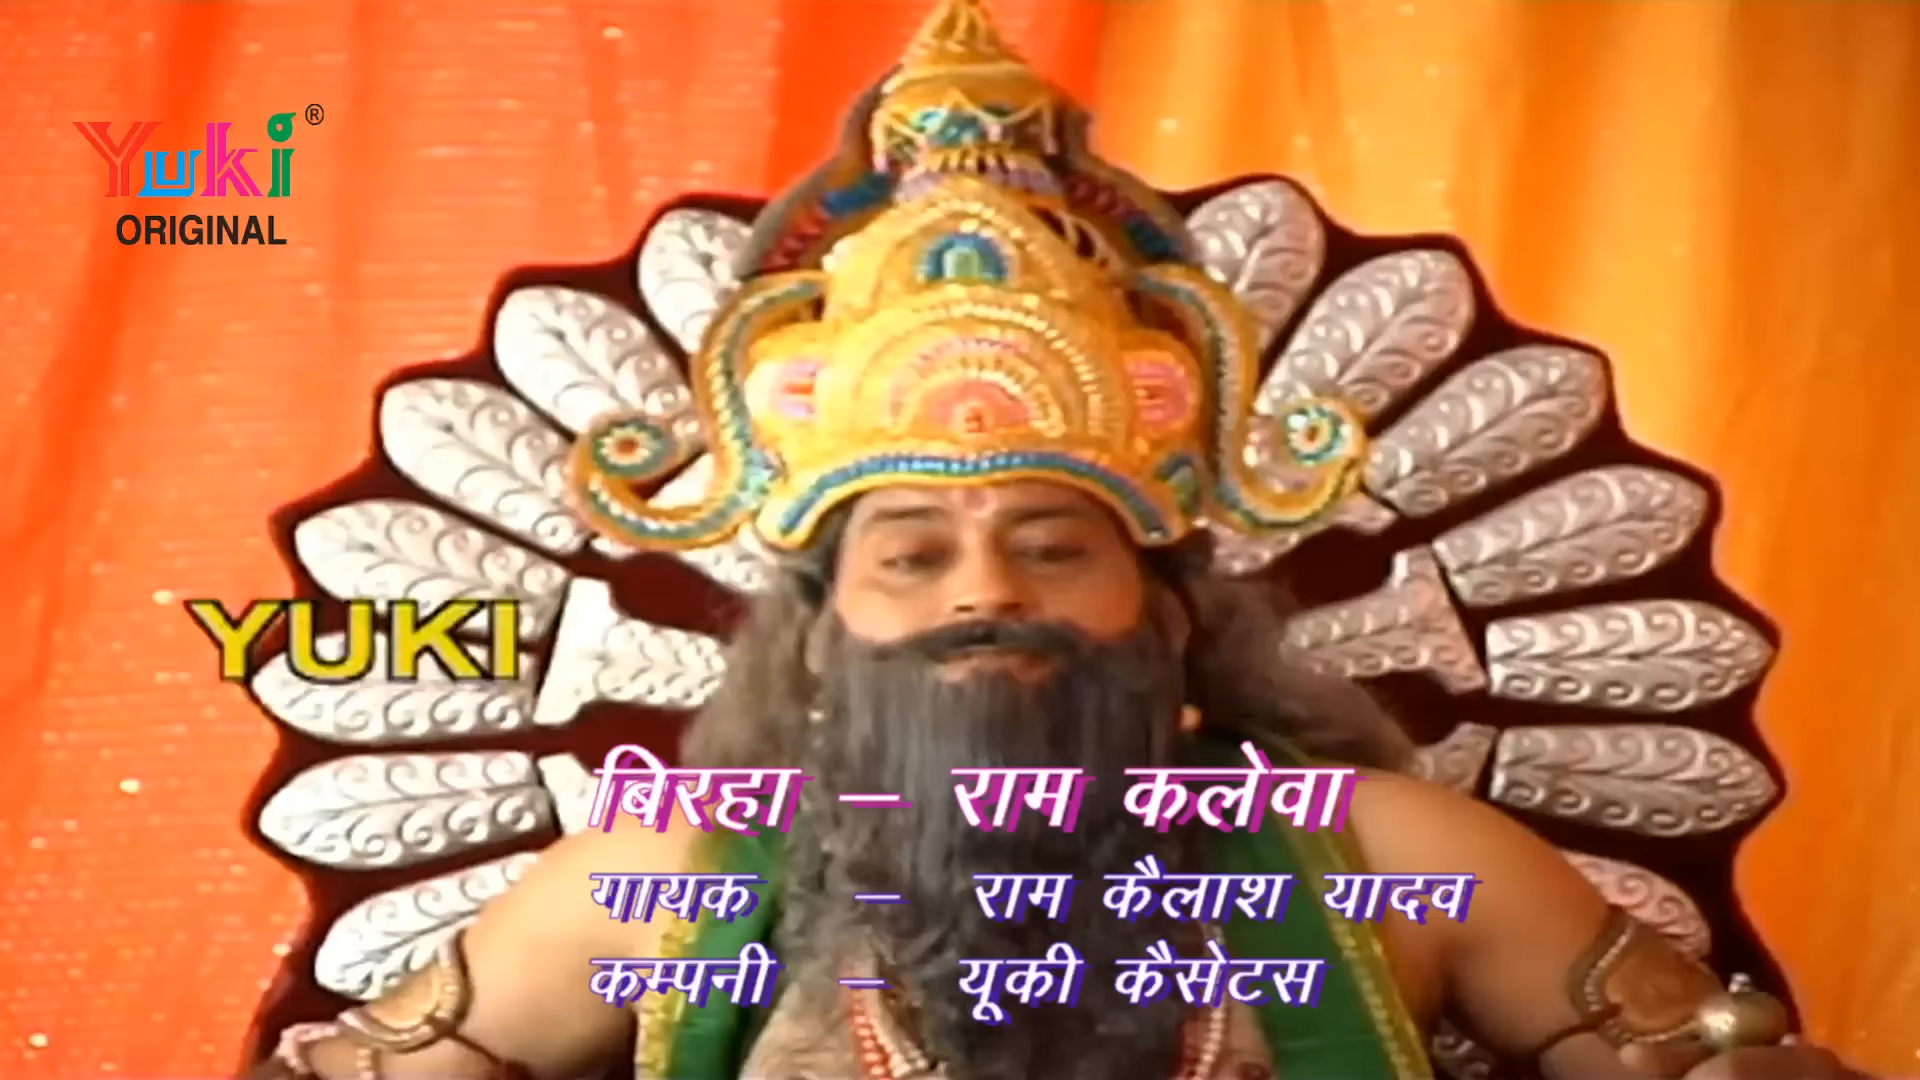 Yuki ®
ORIGINAL
YUKI
बिरहा – राम कलेवा
गायक – राम कैलाश यादव
कम्पनी – यूकी कैसेटस